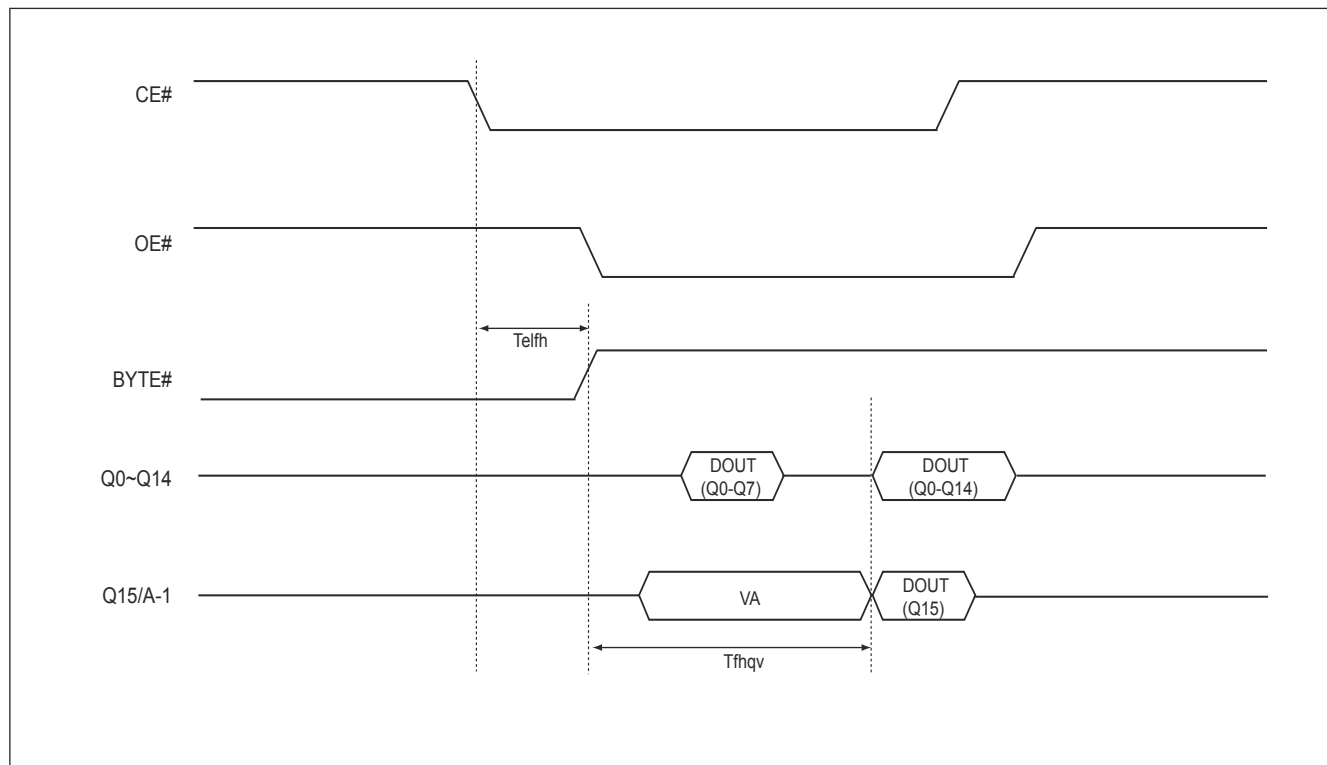 CE#
OE#
Telfh
BYTE#
Q0~Q14
DOUT
(Q0-Q7)
DOUT
(Q0-Q14)
Q15/A-1
VA
DOUT
(Q15)
Tfhqv